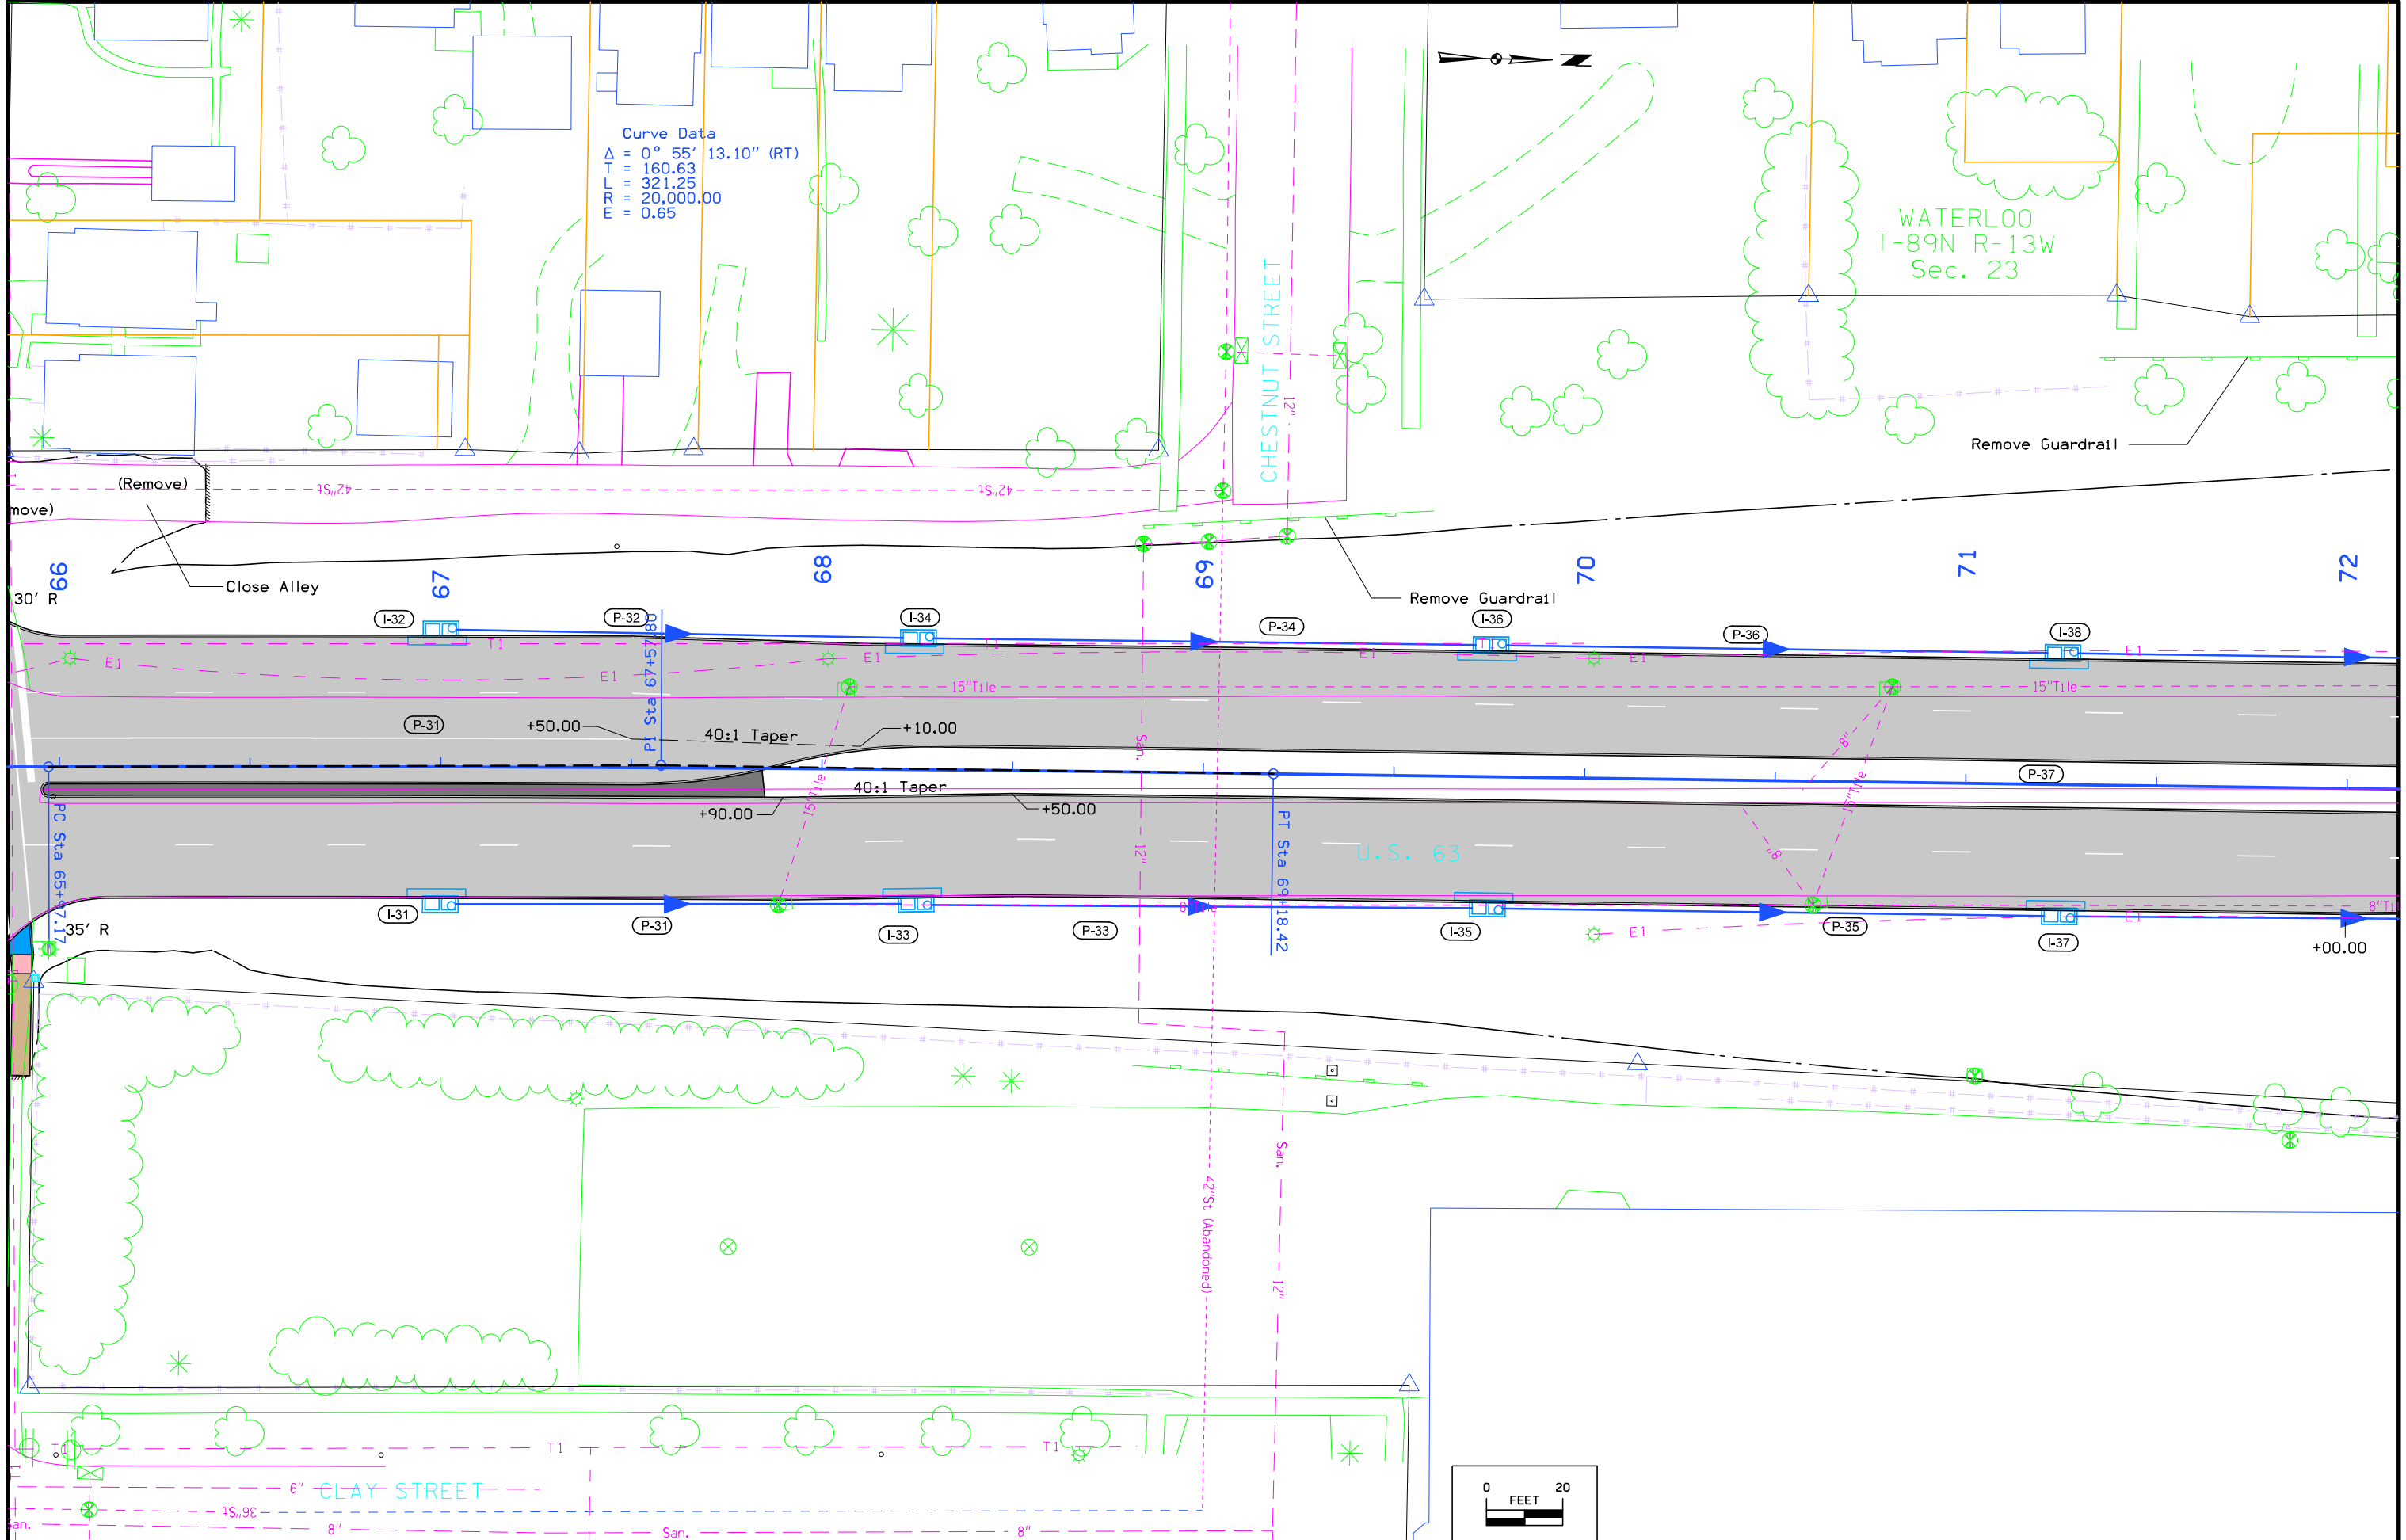 Z
Curve Data
Δ = 0° 55' 13.10" (RT)
T = 160.63
L = 321.25
R = 20,000.00
E = 0.65
WATERLOO
T-89N R-13W
Sec. 23
CHESTNUT STREET
12"
Remove Guardrail
(Remove)
move)
42"St
42"St
Close Alley
Remove Guardrail
66
67
68
69
70
71
72
30' R
I-32
P-32
I-34
P-34
I-36
P-36
I-38
T1
T1
T1
E1
E1
E1
E1
E1
E1
15"Tile
15"Tile
PI Sta 67+57.80
P-31
+50.00
40:1 Taper
+10.00
San.
8"
P-37
15"Tile
15"Tile
40:1 Taper
+90.00
+50.00
PC Sta 65+97.17
PT Sta 69+18.42
12"
U.S. 63
8"
8"Tile
8"Ti
35' R
I-31
P-31
I-33
P-33
I-35
P-35
I-37
E1
E1
+00.00
San.
12"
42"St (Abandoned)
T1
T1
T1
T1
6"
CLAY STREET
36"St
San.
8"
San.
8"
0 20
FEET